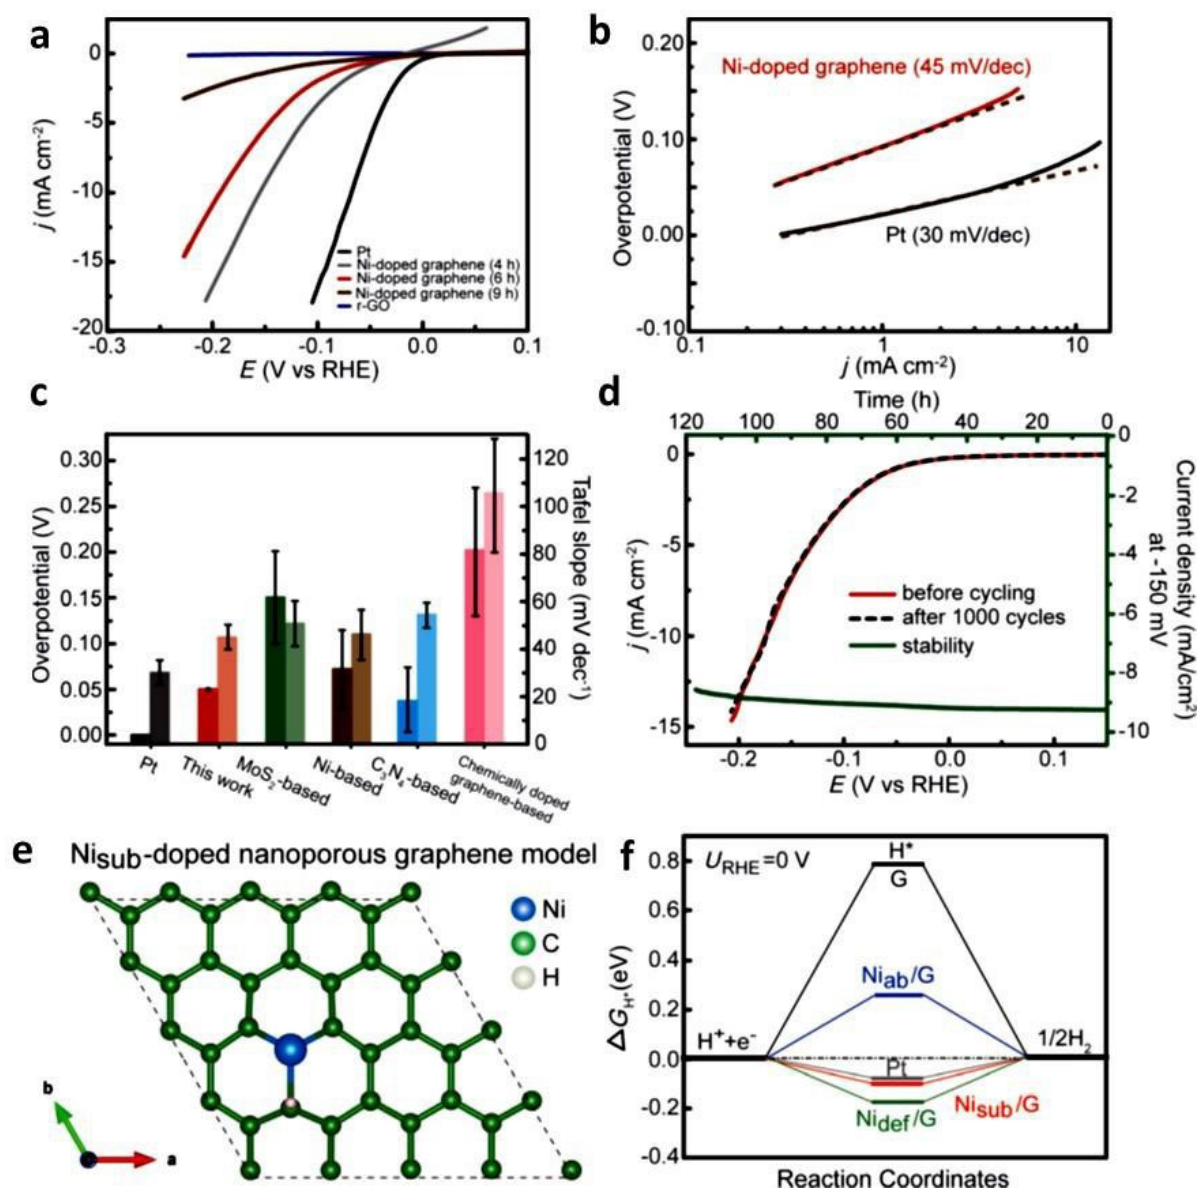 a
0
-5
-10
-15
-20
j (mA cm-2)
Pt
Ni-doped graphene (4 h)
Ni-doped graphene (6 h)
Ni-doped graphene (9 h)
r-GO
-0.3 -0.2 -0.1 0.0 0.1
E (V vs RHE)
b
0.20
0.10
0.00
-0.10
Overpotential (V)
Ni-doped graphene (45 mV/dec)
Pt (30 mV/dec)
0.1 1 10
j (mA cm-2)
c
0.30
0.25
0.20
0.15
0.10
0.05
0.00
Overpotential (V)
120
100
80
60
40
20
0
Tafel slope (mV dec-1)
Pt
This work
MoS2-based
Ni-based
C3N4-based
Chemically doped
graphene-based
d
Time (h)
120 100 80 60 40 20 0
0
-5
-10
-15
j (mA cm-2)
before cycling
after 1000 cycles
stability
0
-2
-4
-6
-8
-10
Current density (mA/cm2)
at -150 mV
-0.2 -0.1 0.0 0.1
E (V vs RHE)
e
Nisub-doped nanoporous graphene model
Ni
C
H
b
a
f
0.8
0.6
0.4
0.2
0.0
-0.2
-0.4
ΔGH*(eV)
URHE=0 V
H*
G
Niab/G
H++e-
1/2H2
Pt
Nisub/G
Nidef/G
Reaction Coordinates